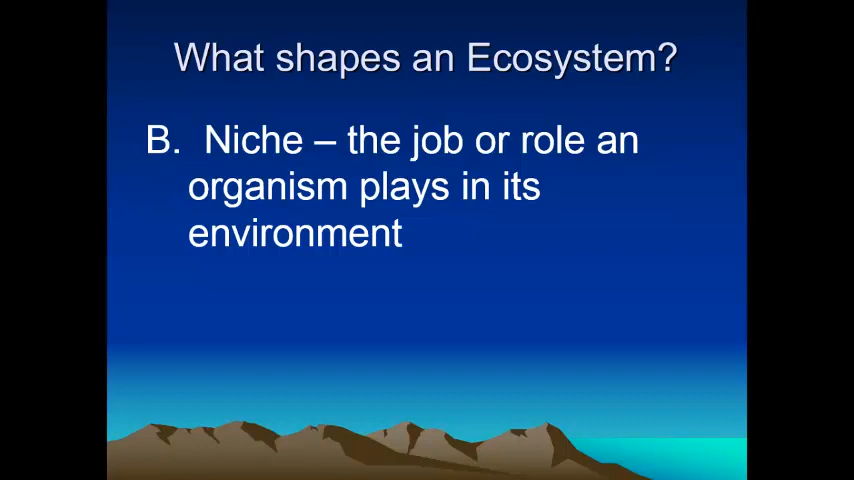 What shapes an Ecosystem?
B. Niche – the job or role an
organism plays in its
environment